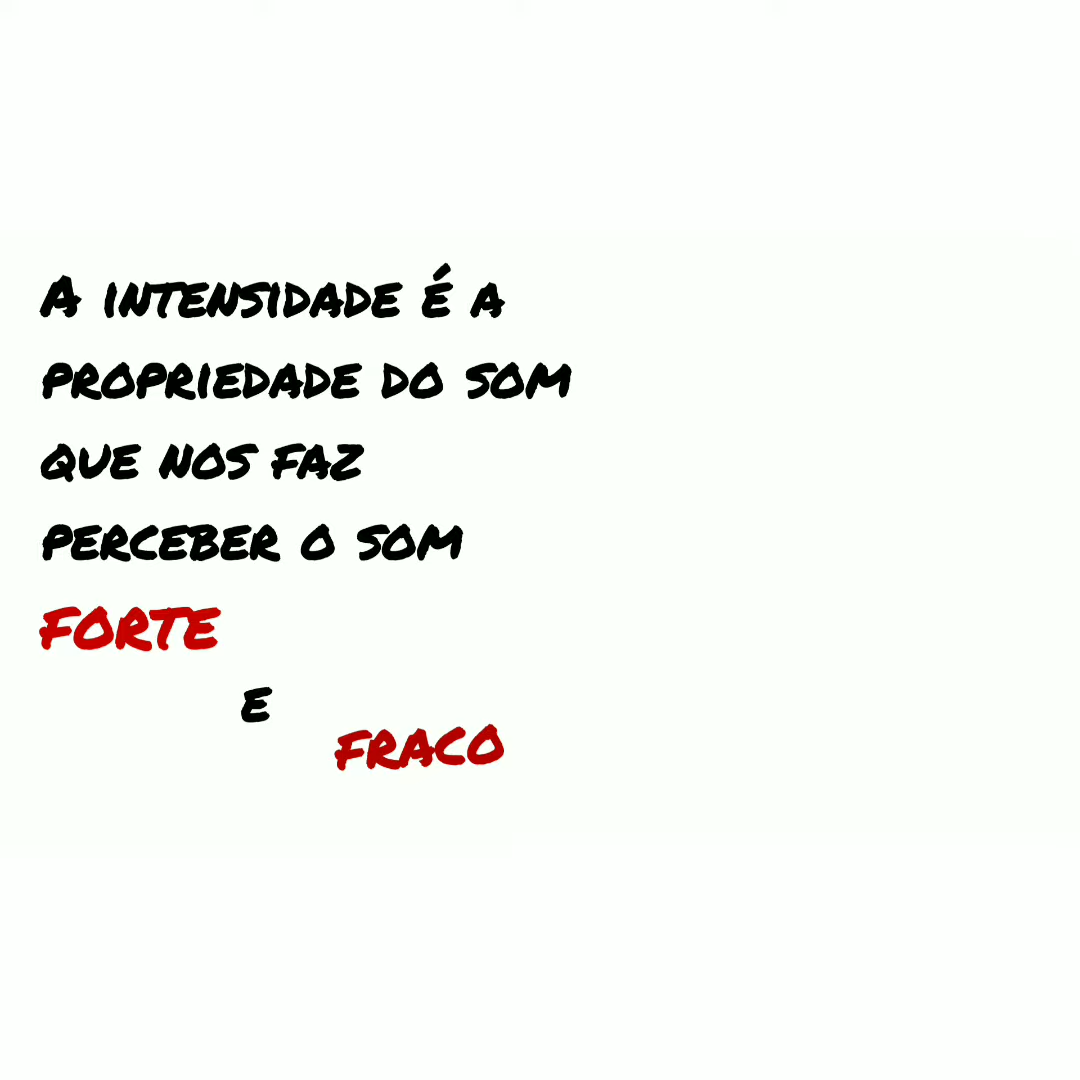 A INTENSIDADE É A
PROPRIEDADE DO SOM
QUE NOS FAZ
PERCEBER O SOM
FORTE
E
FRACO